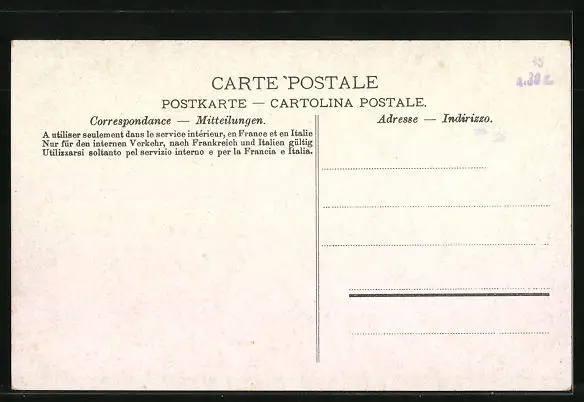 CARTE POSTALE
POSTKARTE — CARTOLINA POSTALE.
Correspondance — Mitteilungen.
A utiliser seulement dans le service intérieur, en France et en Italie
Nur für den internen Verkehr, nach Frankreich und Italien gültig
Utilizzarsi soltanto pel servizio interno e per la Francia e Italia.
Adresse — Indirizzo.